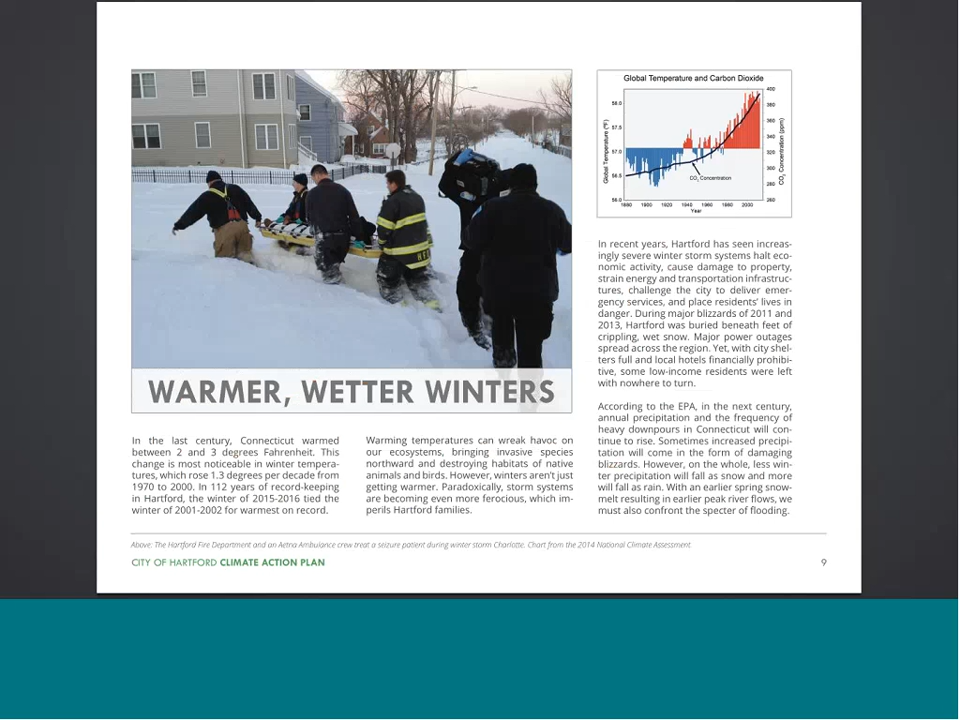 WARMER, WETTER WINTERS
In the last century, Connecticut warmed
between 2 and 3 degrees Fahrenheit. This
change is most noticeable in winter tempera-
tures, which rose 1.3 degrees per decade from
1970 to 2000. In 112 years of record-keeping
in Hartford, the winter of 2015-2016 tied the
winter of 2001-2002 for warmest on record.
Warming temperatures can wreak havoc on
our ecosystems, bringing invasive species
northward and destroying habitats of native
animals and birds. However, winters aren't just
getting warmer. Paradoxically, storm systems
are becoming even more ferocious, which im-
perils Hartford families.
Global Temperature and Carbon Dioxide
Global Temperature (°F)
58.0
57.5
57.0
56.5
56.0
400
380
360
340
320
300
280
260
CO2 Concentration (ppm)
CO2 Concentration
1880 1900 1920 1940 1960 1980 2000
Year
In recent years, Hartford has seen increas-
ingly severe winter storm systems halt eco-
nomic activity, cause damage to property,
strain energy and transportation infrastruc-
tures, challenge the city to deliver emer-
gency services, and place residents' lives in
danger. During major blizzards of 2011 and
2013, Hartford was buried beneath feet of
crippling, wet snow. Major power outages
spread across the region. Yet, with city shel-
ters full and local hotels financially prohibi-
tive, some low-income residents were left
with nowhere to turn.
According to the EPA, in the next century,
annual precipitation and the frequency of
heavy downpours in Connecticut will con-
tinue to rise. Sometimes increased precipi-
tation will come in the form of damaging
blizzards. However, on the whole, less win-
ter precipitation will fall as snow and more
will fall as rain. With an earlier spring snow-
melt resulting in earlier peak river flows, we
must also confront the specter of flooding.
Above: The Hartford Fire Department and an Aetna Ambulance crew treat a seizure patient during winter storm Charlotte. Chart from the 2014 National Climate Assessment.
CITY OF HARTFORD CLIMATE ACTION PLAN
9